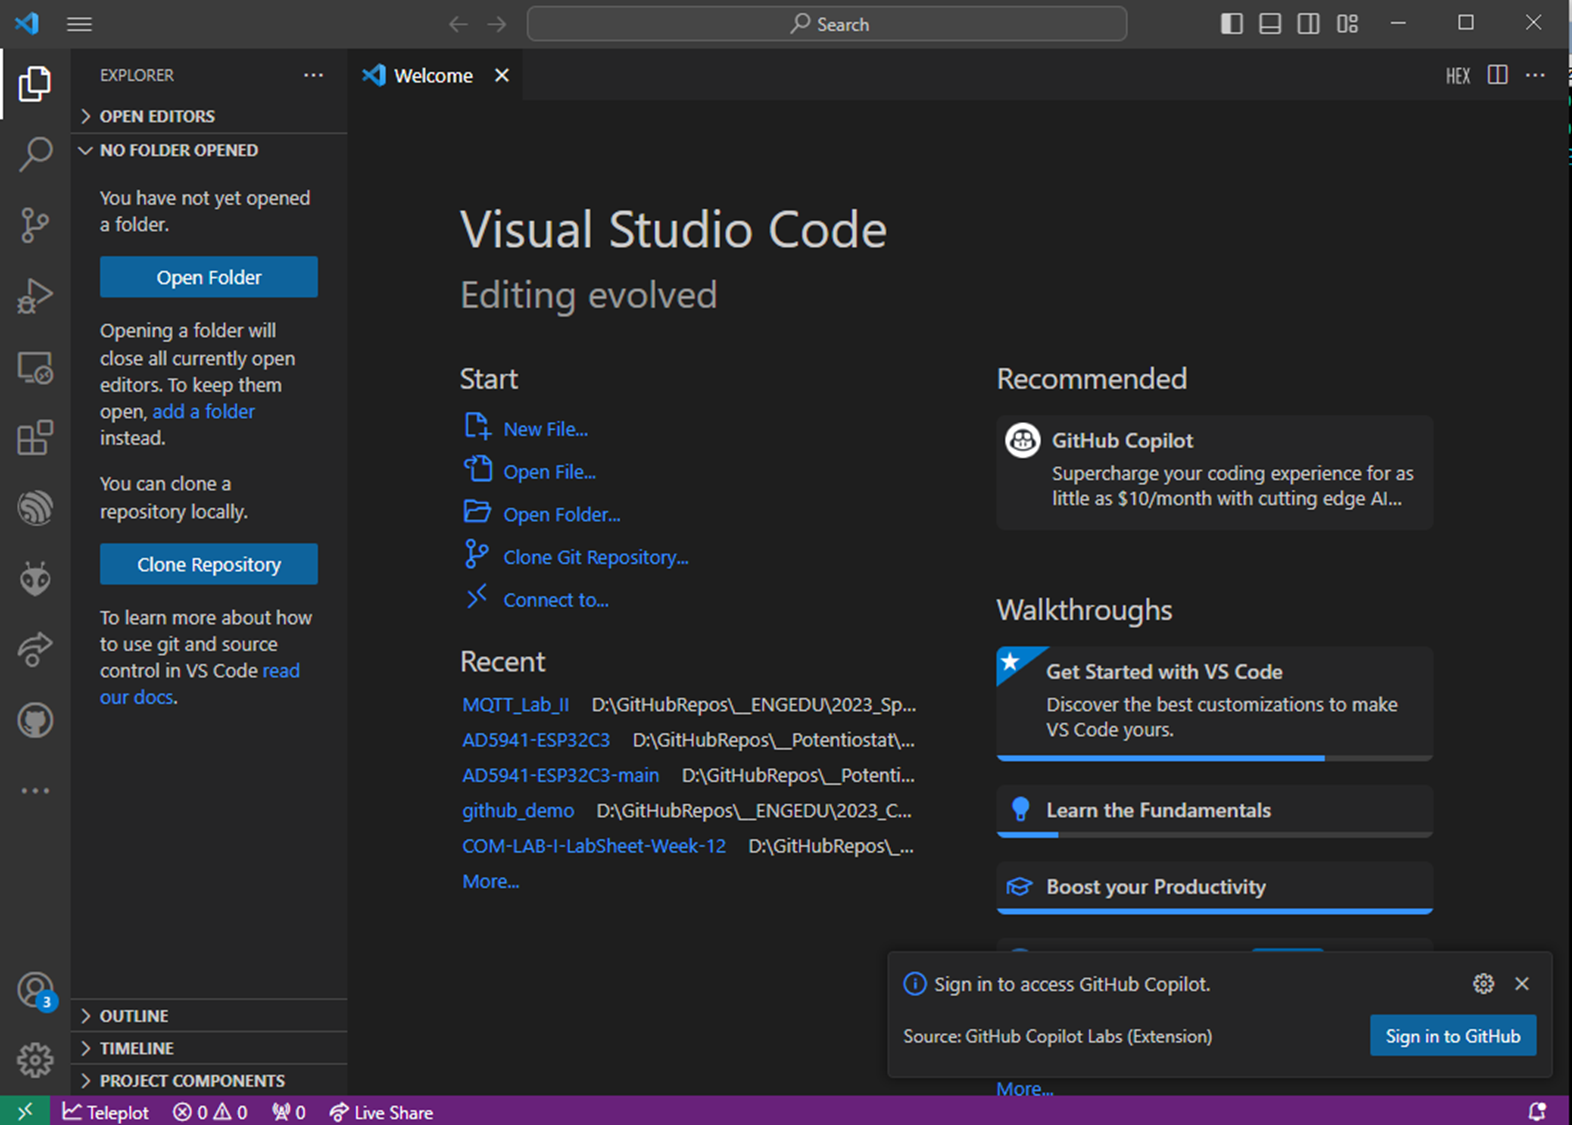 Search
EXPLORER
Welcome
HEX
OPEN EDITORS
NO FOLDER OPENED
You have not yet opened
a folder.
Open Folder
Opening a folder will
close all currently open
editors. To keep them
open, add a folder
instead.
You can clone a
repository locally.
Clone Repository
To learn more about how
to use git and source
control in VS Code read
our docs.
OUTLINE
TIMELINE
PROJECT COMPONENTS
3
Visual Studio Code
Editing evolved
Start
New File...
Open File...
Open Folder...
Clone Git Repository...
Connect to...
Recent
MQTT_Lab_II D:\GitHubRepos\__ENGEDU\2023_Sp...
AD5941-ESP32C3 D:\GitHubRepos\__Potentiostat\...
AD5941-ESP32C3-main D:\GitHubRepos\__Potenti...
github_demo D:\GitHubRepos\__ENGEDU\2023_C...
COM-LAB-I-LabSheet-Week-12 D:\GitHubRepos\_...
More...
Recommended
GitHub Copilot
Supercharge your coding experience for as
little as $10/month with cutting edge AI...
Walkthroughs
Get Started with VS Code
Discover the best customizations to make
VS Code yours.
Learn the Fundamentals
Boost your Productivity
Sign in to access GitHub Copilot.
Source: GitHub Copilot Labs (Extension)
Sign in to GitHub
More...
Teleplot 0 0 0 Live Share